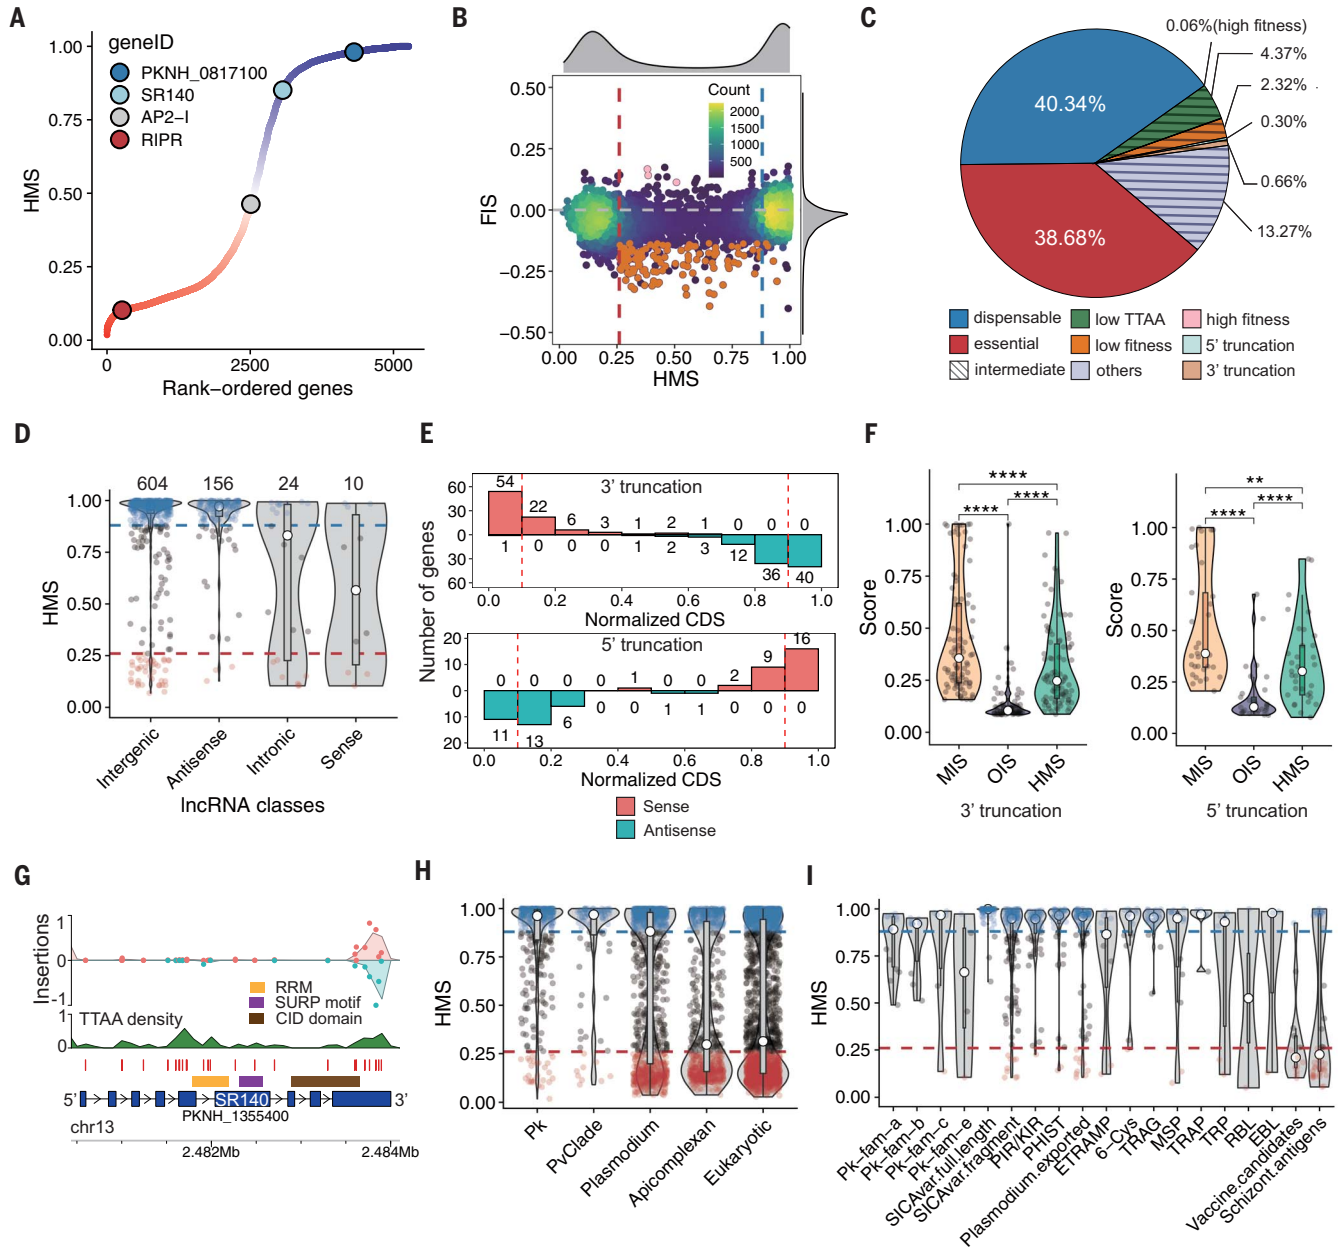 A
HMS
1.00
0.75
0.50
0.25
0.00
geneID
PKNH_0817100
SR140
AP2-I
RIPR
0
2500
5000
Rank-ordered genes
B
FIS
0.50
0.25
0.00
-0.25
-0.50
Count
2000
1500
1000
500
0.00
0.25
0.50
0.75
1.00
HMS
C
0.06%(high fitness)
4.37%
2.32%
0.30%
0.66%
13.27%
40.34%
38.68%
dispensable
low TTAA
high fitness
essential
low fitness
5' truncation
intermediate
others
3' truncation
D
HMS
1.00
0.75
0.50
0.25
0.00
604
156
24
10
Intergenic
Antisense
Intronic
Sense
lncRNA classes
E
Number of genes
3' truncation
60
30
0
30
60
54
22
6
3
1
2
1
0
0
0
1
0
0
0
1
2
3
12
36
40
0.0
0.2
0.4
0.6
0.8
1.0
Normalized CDS
5' truncation
20
10
0
10
20
0
0
0
0
1
0
0
2
9
16
11
13
6
0
0
1
1
0
0
0
0.0
0.2
0.4
0.6
0.8
1.0
Normalized CDS
Sense
Antisense
F
Score
1.00
0.75
0.50
0.25
0.00
****
****
****
MIS
OIS
HMS
3' truncation
Score
1.00
0.75
0.50
0.25
0.00
**
****
****
MIS
OIS
HMS
5' truncation
G
Insertions
1
0
-1
RRM
SURP motif
CID domain
1
0
TTAA density
5'
SR140
3'
PKNH_1355400
chr13
2.482Mb
2.484Mb
H
HMS
1.00
0.75
0.50
0.25
0.00
Pk
PvClade
Plasmodium
Apicomplexan
Eukaryotic
I
HMS
1.00
0.75
0.50
0.25
0.00
Pk-fam-a
Pk-fam-b
Pk-fam-c
Pk-fam-e
SICAvar.full.length
SICAvar.fragment
PIR/KIR
PHIST
Plasmodium.exported
ETRAMP
6-Cys
TRAG
MSP
TRAP
TRP
RBL
EBL
Vaccine.candidates
Schizont.antigens